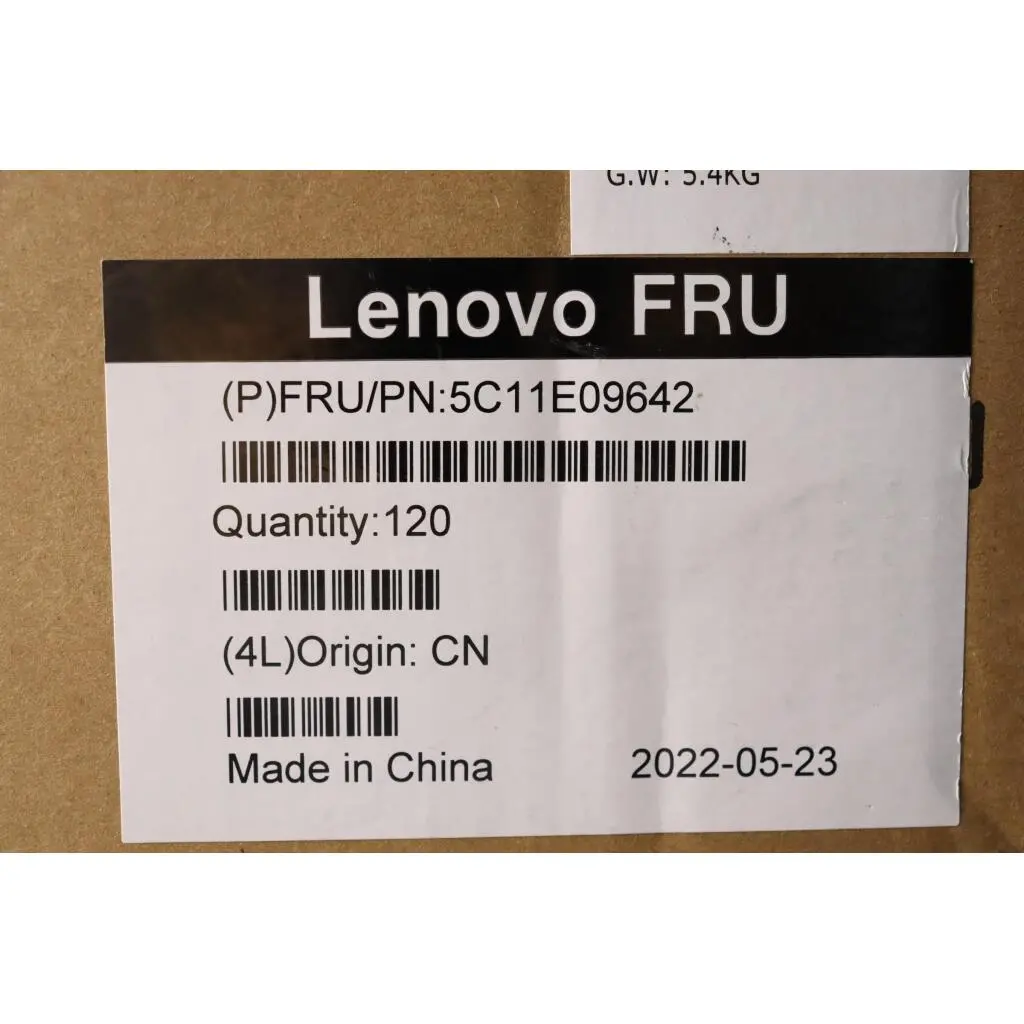 G.W: 5.4KG
Lenovo FRU
(P)FRU/PN:5C11E09642
Quantity:120
(4L)Origin: CN
Made in China 2022-05-23